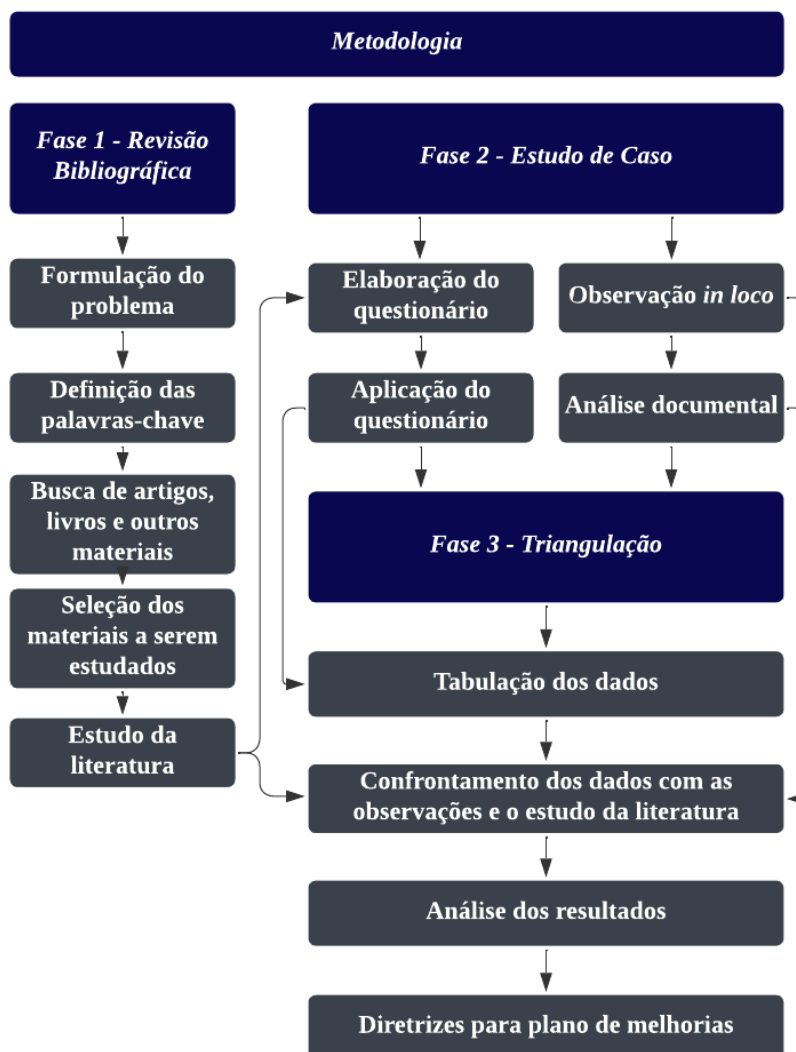 Metodologia
Fase 1 - Revisão
Bibliográfica
Formulação do
problema
Definição das
palavras-chave
Busca de artigos,
livros e outros
materiais
Seleção dos
materiais a serem
estudados
Estudo da
literatura
Fase 2 - Estudo de Caso
Elaboração do
questionário
Observação in loco
Aplicação do
questionário
Análise documental
Fase 3 - Triangulação
Tabulação dos dados
Confrontamento dos dados com as
observações e o estudo da literatura
Análise dos resultados
Diretrizes para plano de melhorias